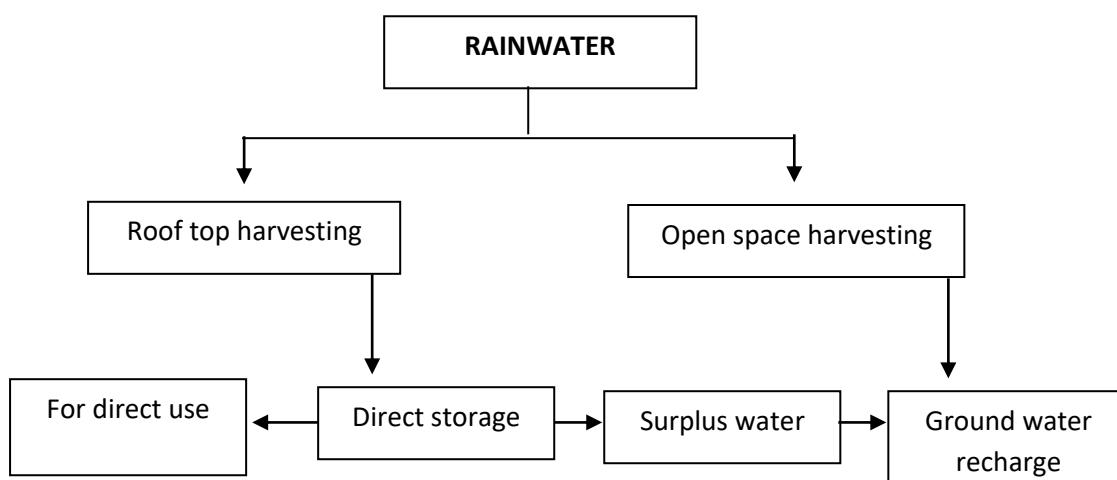 RAINWATER
Roof top harvesting
Open space harvesting
For direct use
Direct storage
Surplus water
Ground water
recharge